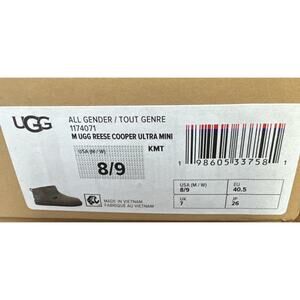 UGG
ALL GENDER / TOUT GENRE
1174071
M UGG REESE COOPER ULTRA MINI
KMT
USA (M / W)
8/9
MADE IN VIETNAM
FABRIQUÉ AU VIETNAM
1 98605 33758 1
USA (M / W) EU
8/9 40.5
UK JP
7 26